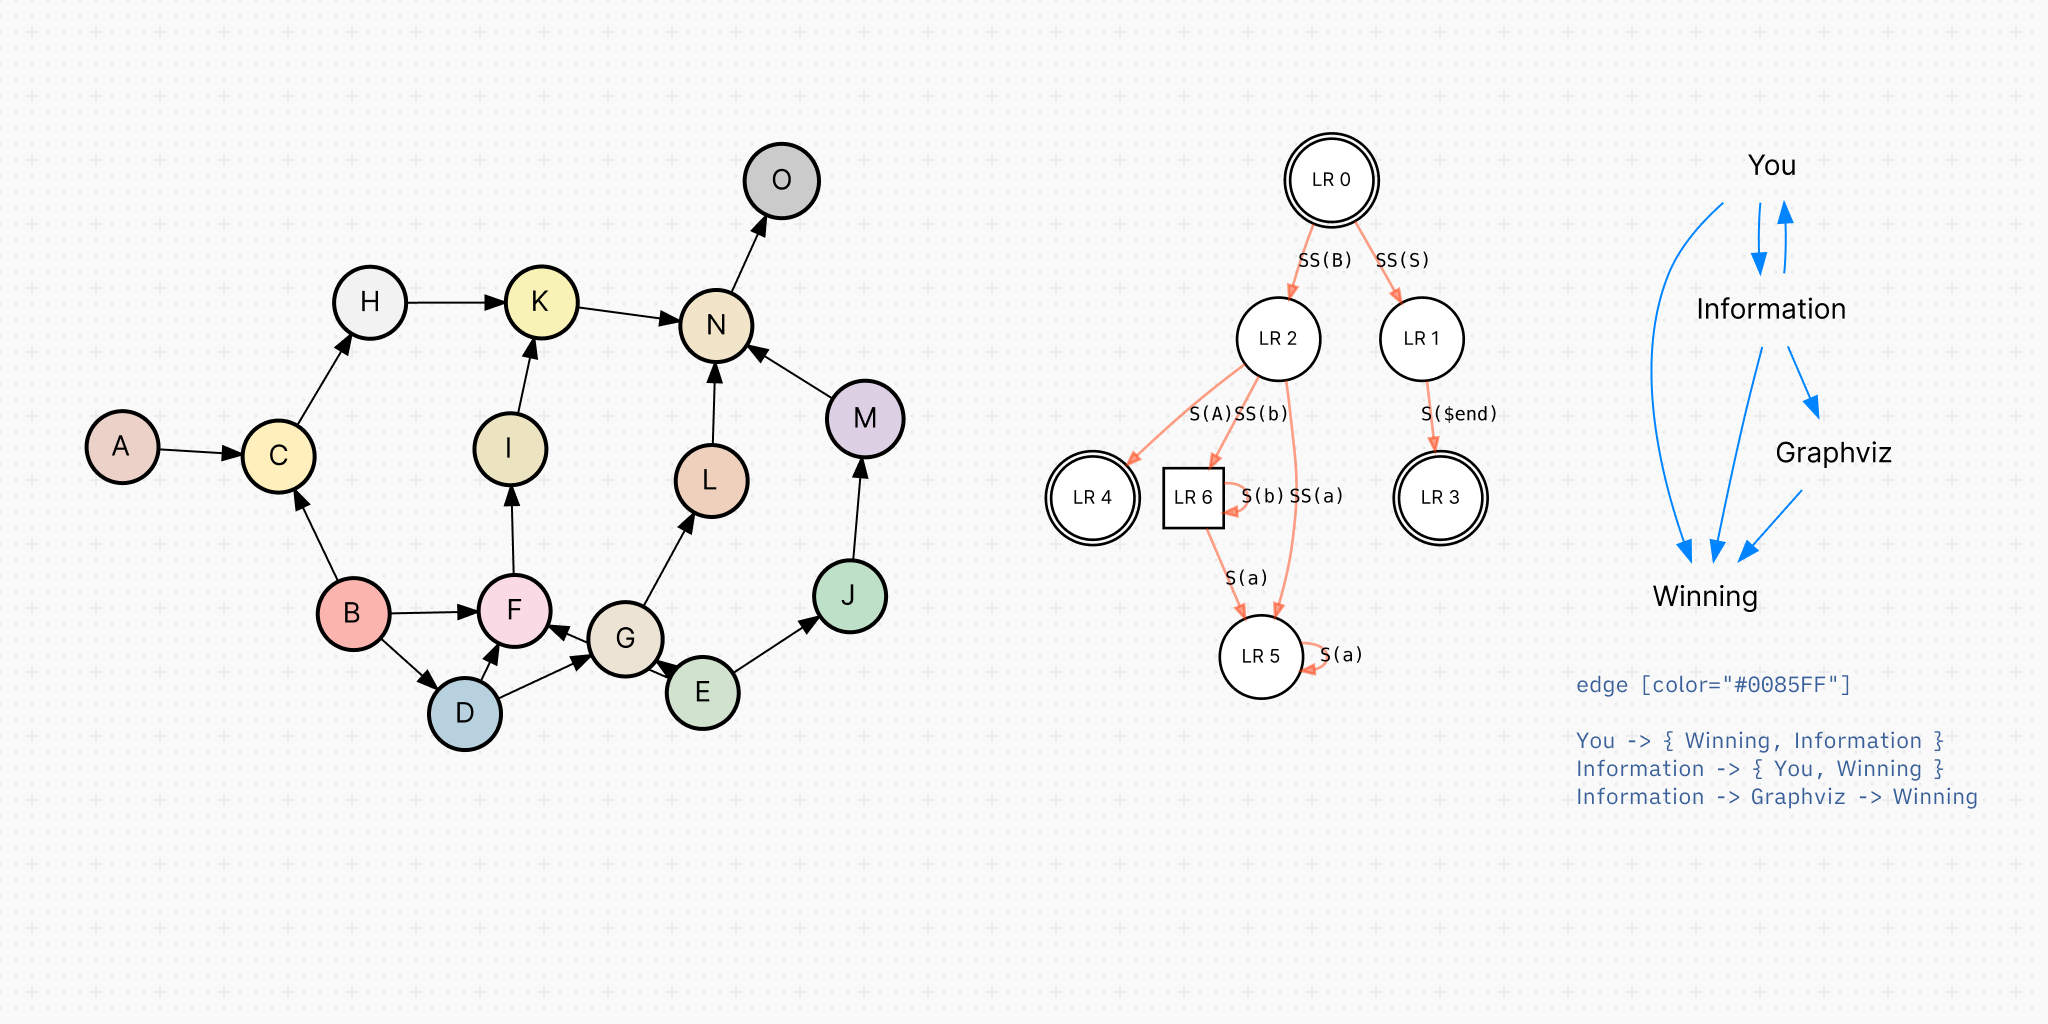 O
H
K
N
A
C
I
L
M
B
F
G
J
D
E
LR 0
SS(B)
SS(S)
LR 2
LR 1
S(A)
SS(b)
S($end)
LR 4
LR 6
S(b)
SS(a)
LR 3
S(a)
LR 5
S(a)
You
Information
Graphviz
Winning
edge [color="#0085FF"]
You -> { Winning, Information }
Information -> { You, Winning }
Information -> Graphviz -> Winning